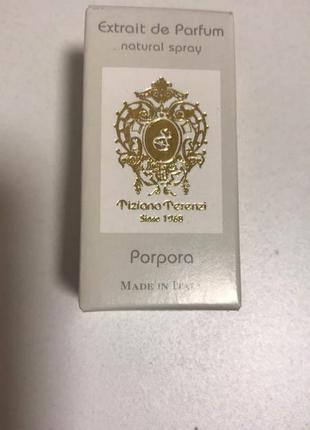 Extrait de Parfum
natural spray
Tiziana Terenzi
Since 1968
Porpora
MADE IN ITALY